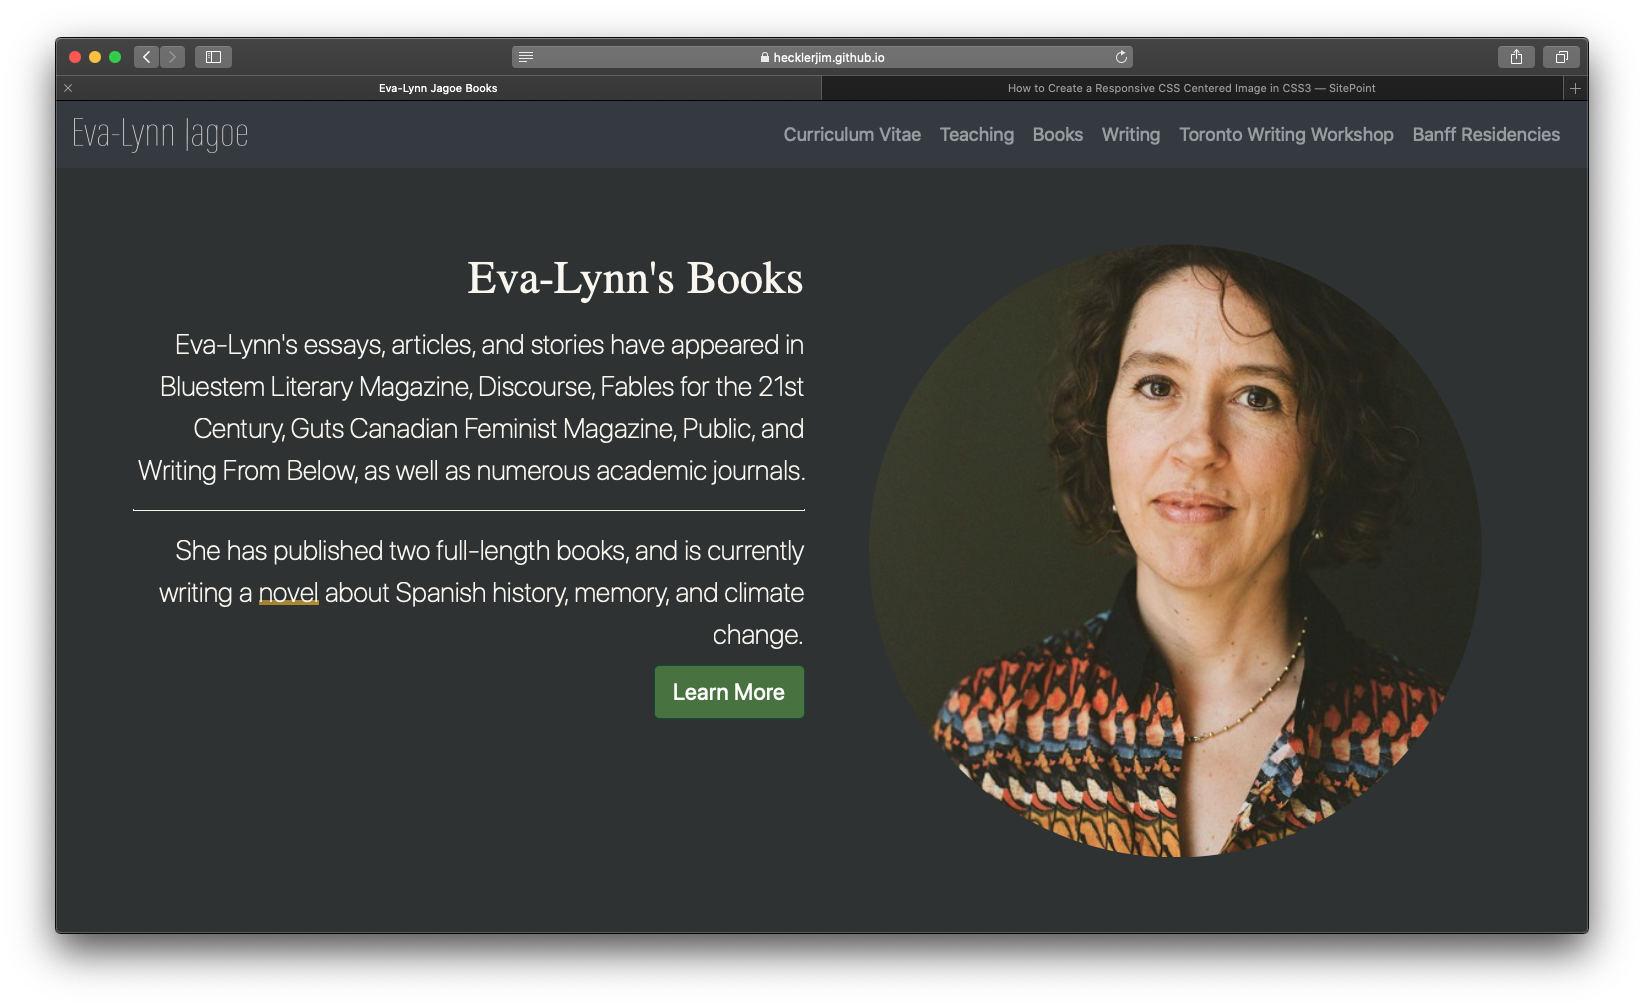 hecklerjim.github.io
Eva-Lynn Jagoe Books
How to Create a Responsive CSS Centered Image in CSS3 — SitePoint
Eva-Lynn Jagoe
Curriculum Vitae Teaching Books Writing Toronto Writing Workshop Banff Residencies
Eva-Lynn's Books
Eva-Lynn's essays, articles, and stories have appeared in
Bluestem Literary Magazine, Discourse, Fables for the 21st
Century, Guts Canadian Feminist Magazine, Public, and
Writing From Below, as well as numerous academic journals.
She has published two full-length books, and is currently
writing a novel about Spanish history, memory, and climate
change.
Learn More